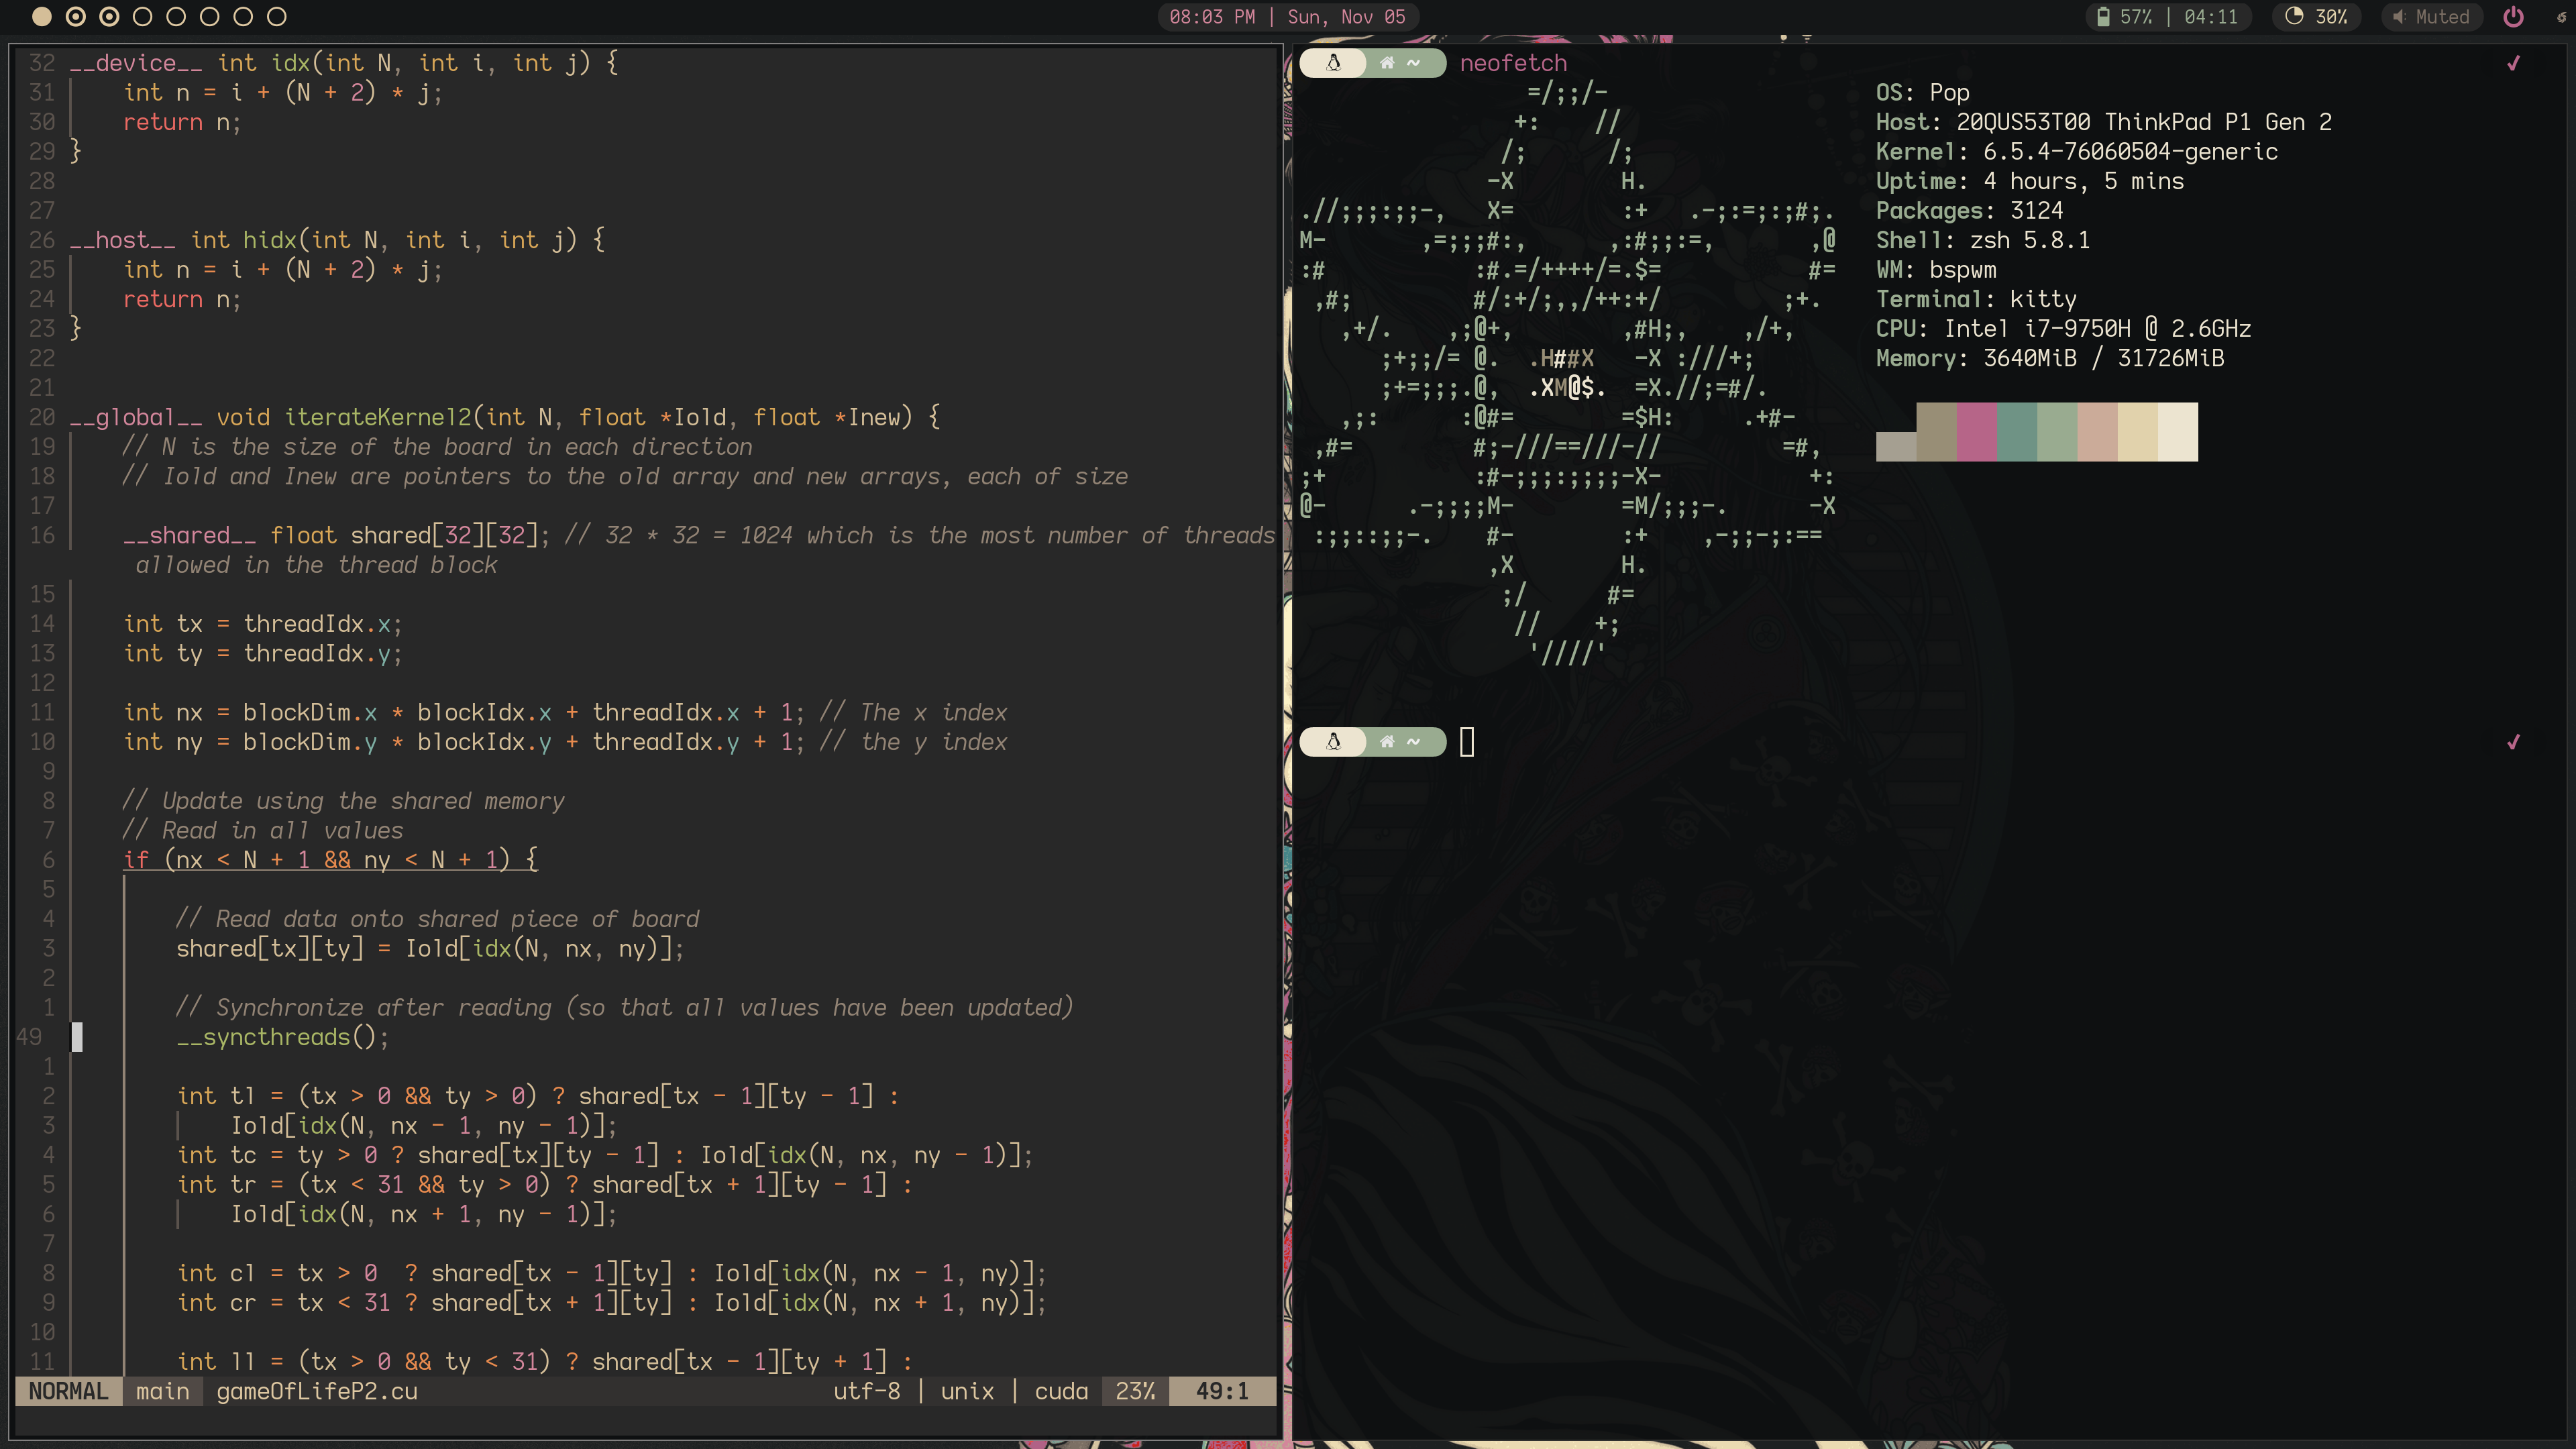 08:03 PM | Sun, Nov 05
57% | 04:11
30%
Muted
32 __device__ int idx(int N, int i, int j) {
31     int n = i + (N + 2) * j;
30     return n;
29 }
28
27
26 __host__ int hidx(int N, int i, int j) {
25     int n = i + (N + 2) * j;
24     return n;
23 }
22
21
20 __global__ void iterateKernel2(int N, float *Iold, float *Inew) {
19     // N is the size of the board in each direction
18     // Iold and Inew are pointers to the old array and new arrays, each of size
17
16     __shared__ float shared[32][32]; // 32 * 32 = 1024 which is the most number of threads
     allowed in the thread block
15
14     int tx = threadIdx.x;
13     int ty = threadIdx.y;
12
11     int nx = blockDim.x * blockIdx.x + threadIdx.x + 1; // The x index
10     int ny = blockDim.y * blockIdx.y + threadIdx.y + 1; // the y index
9
8     // Update using the shared memory
7     // Read in all values
6     if (nx < N + 1 && ny < N + 1) {
5
4         // Read data onto shared piece of board
3         shared[tx][ty] = Iold[idx(N, nx, ny)];
2
1         // Synchronize after reading (so that all values have been updated)
49         __syncthreads();
1
2         int tl = (tx > 0 && ty > 0) ? shared[tx - 1][ty - 1] :
3             Iold[idx(N, nx - 1, ny - 1)];
4         int tc = ty > 0 ? shared[tx][ty - 1] : Iold[idx(N, nx, ny - 1)];
5         int tr = (tx < 31 && ty > 0) ? shared[tx + 1][ty - 1] :
6             Iold[idx(N, nx + 1, ny - 1)];
7
8         int cl = tx > 0  ? shared[tx - 1][ty] : Iold[idx(N, nx - 1, ny)];
9         int cr = tx < 31 ? shared[tx + 1][ty] : Iold[idx(N, nx + 1, ny)];
10
11         int ll = (tx > 0 && ty < 31) ? shared[tx - 1][ty + 1] :
NORMAL main gameOfLifeP2.cu utf-8 | unix | cuda 23% 49:1
~ neofetch ✓
                 =/;;/-
                +:    //
               /;      /;
              -X        H.
.//;;;:;;-,   X=        :+   .-;:=;:;#;.
M-       ,=;;;#:,      ,:#;;:=,       ,@
:#           :#.=/++++/=.$=           #=
 ,#;         #/:+/;,,/++:+/         ;+.
   ,+/.    ,;@+,        ,#H;,    ,/+,
      ;+;;/= @.  .H##X   -X :///+;
      ;+=;;;.@,  .XM@$.  =X.//;=#/.
   ,;:      :@#=        =$H:     .+#-
 ,#=         #;-///==///-//         =#,
;+           :#-;;;:;;;;-X-           +:
@-      .-;;;;M-        =M/;;;-.      -X
 :;;::;;-.    #-        :+    ,-;;-;:==
              ,X        H.
               ;/      #=
                //    +;
                 '////'
OS: Pop
Host: 20QUS53T00 ThinkPad P1 Gen 2
Kernel: 6.5.4-76060504-generic
Uptime: 4 hours, 5 mins
Packages: 3124
Shell: zsh 5.8.1
WM: bspwm
Terminal: kitty
CPU: Intel i7-9750H @ 2.6GHz
Memory: 3640MiB / 31726MiB
~ ✓